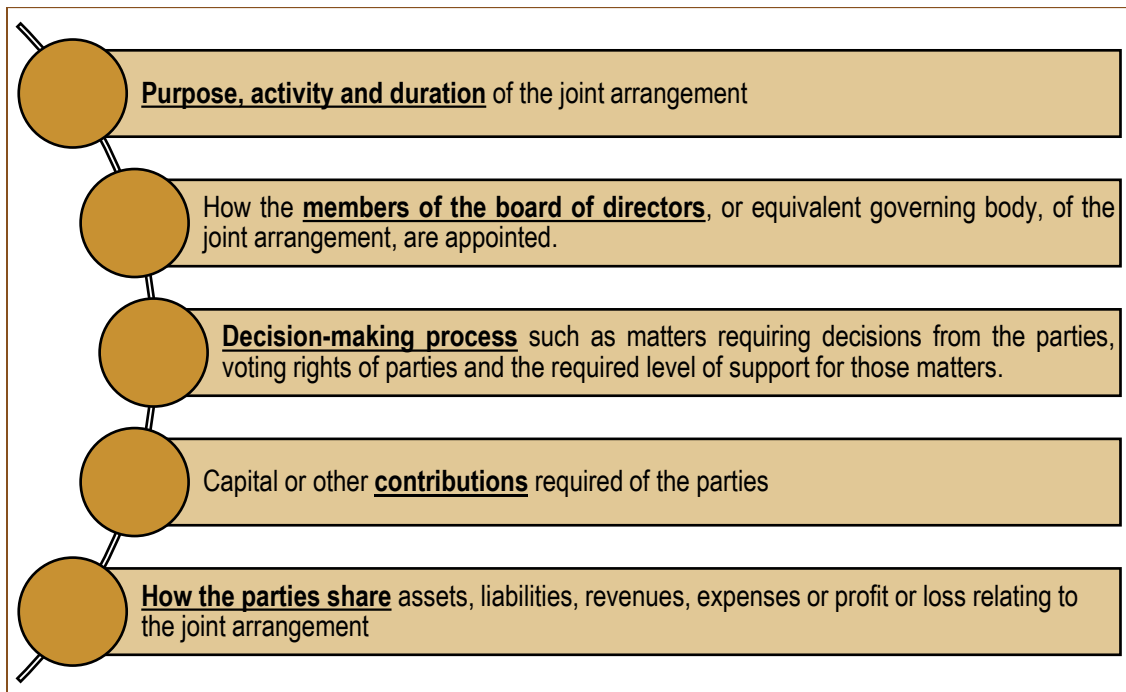 Purpose, activity and duration of the joint arrangement
How the members of the board of directors, or equivalent governing body, of the
joint arrangement, are appointed.
Decision-making process such as matters requiring decisions from the parties,
voting rights of parties and the required level of support for those matters.
Capital or other contributions required of the parties
How the parties share assets, liabilities, revenues, expenses or profit or loss relating to
the joint arrangement